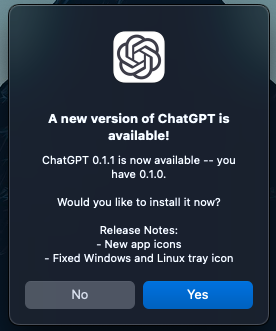 A new version of ChatGPT is
available!
ChatGPT 0.1.1 is now available -- you
have 0.1.0.
Would you like to install it now?
Release Notes:
- New app icons
- Fixed Windows and Linux tray icon
No
Yes